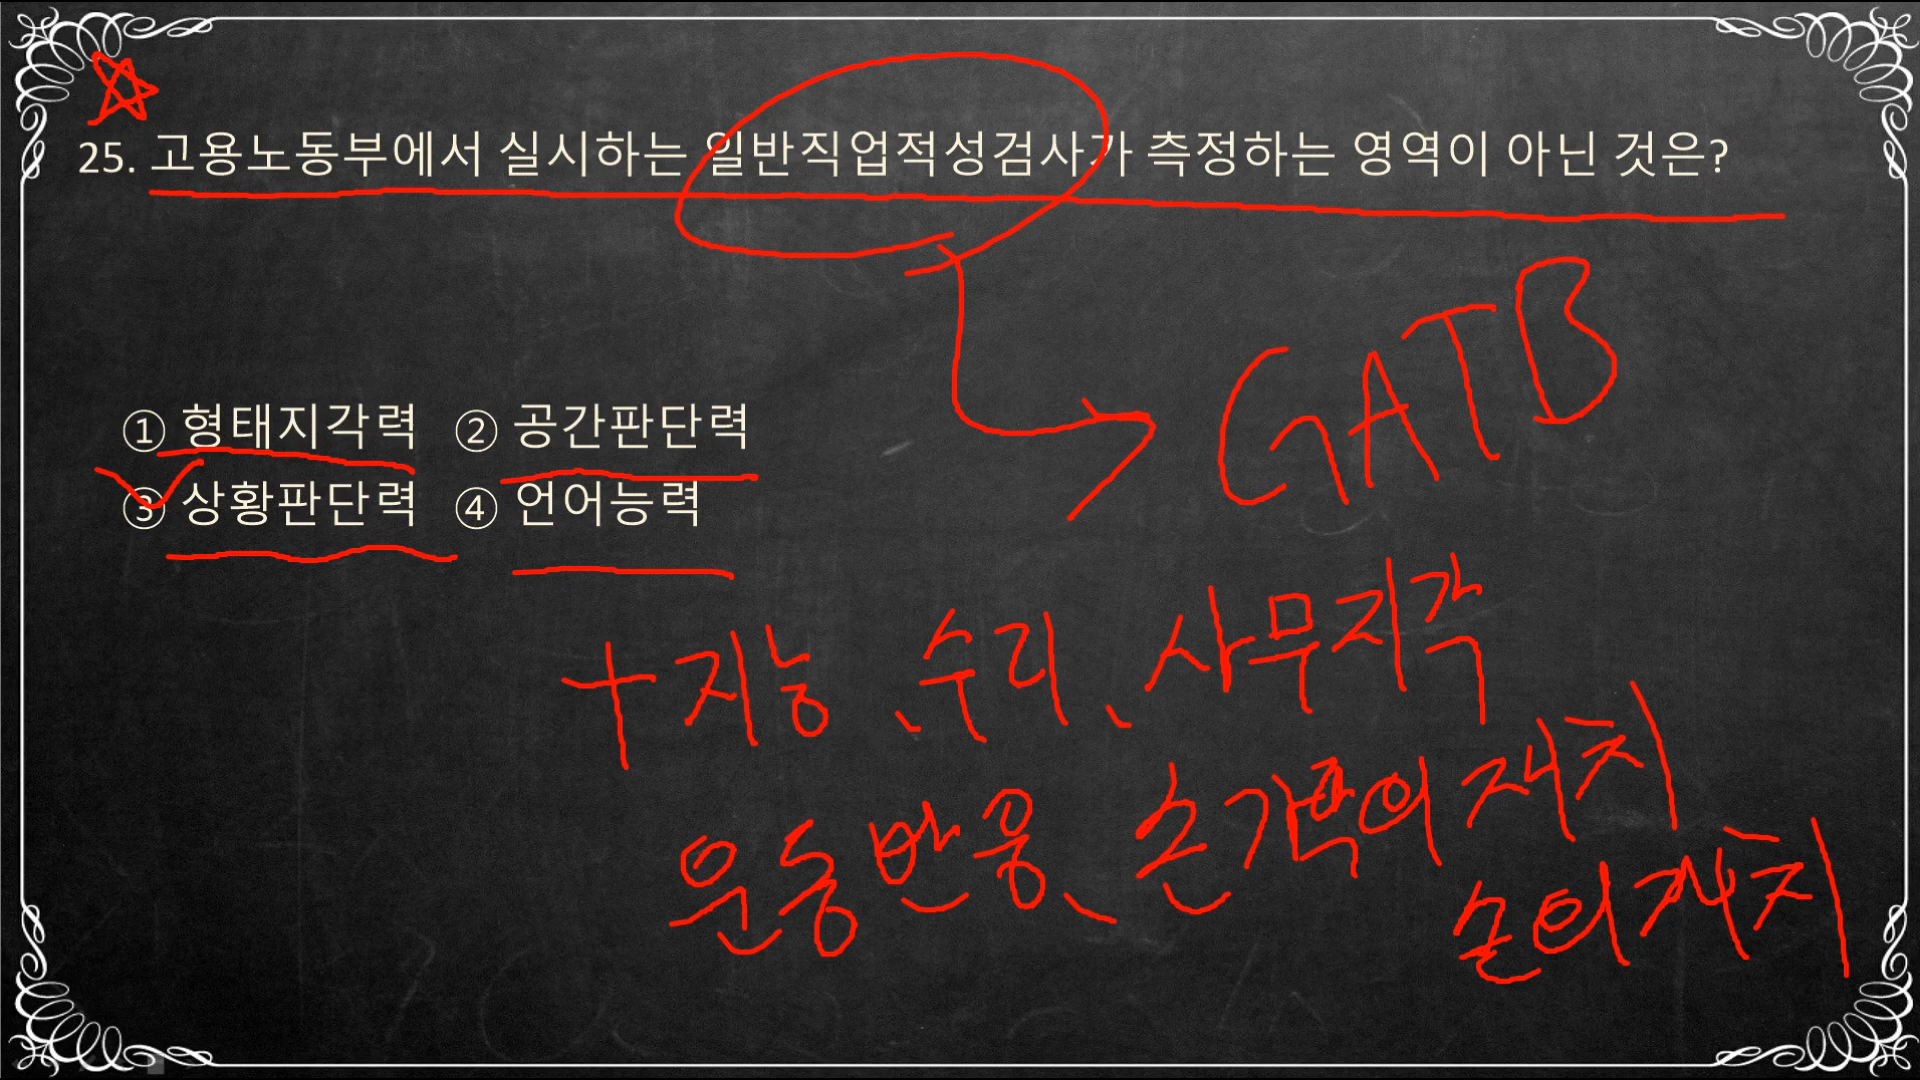 25. 고용노동부에서 실시하는 일반직업적성검사가 측정하는 영역이 아닌 것은?
GATB
① 형태지각력 ② 공간판단력
③ 상황판단력 ④ 언어능력
+ 지능、수리、사무지각
운동반응、손가락의 재치
손의 재치